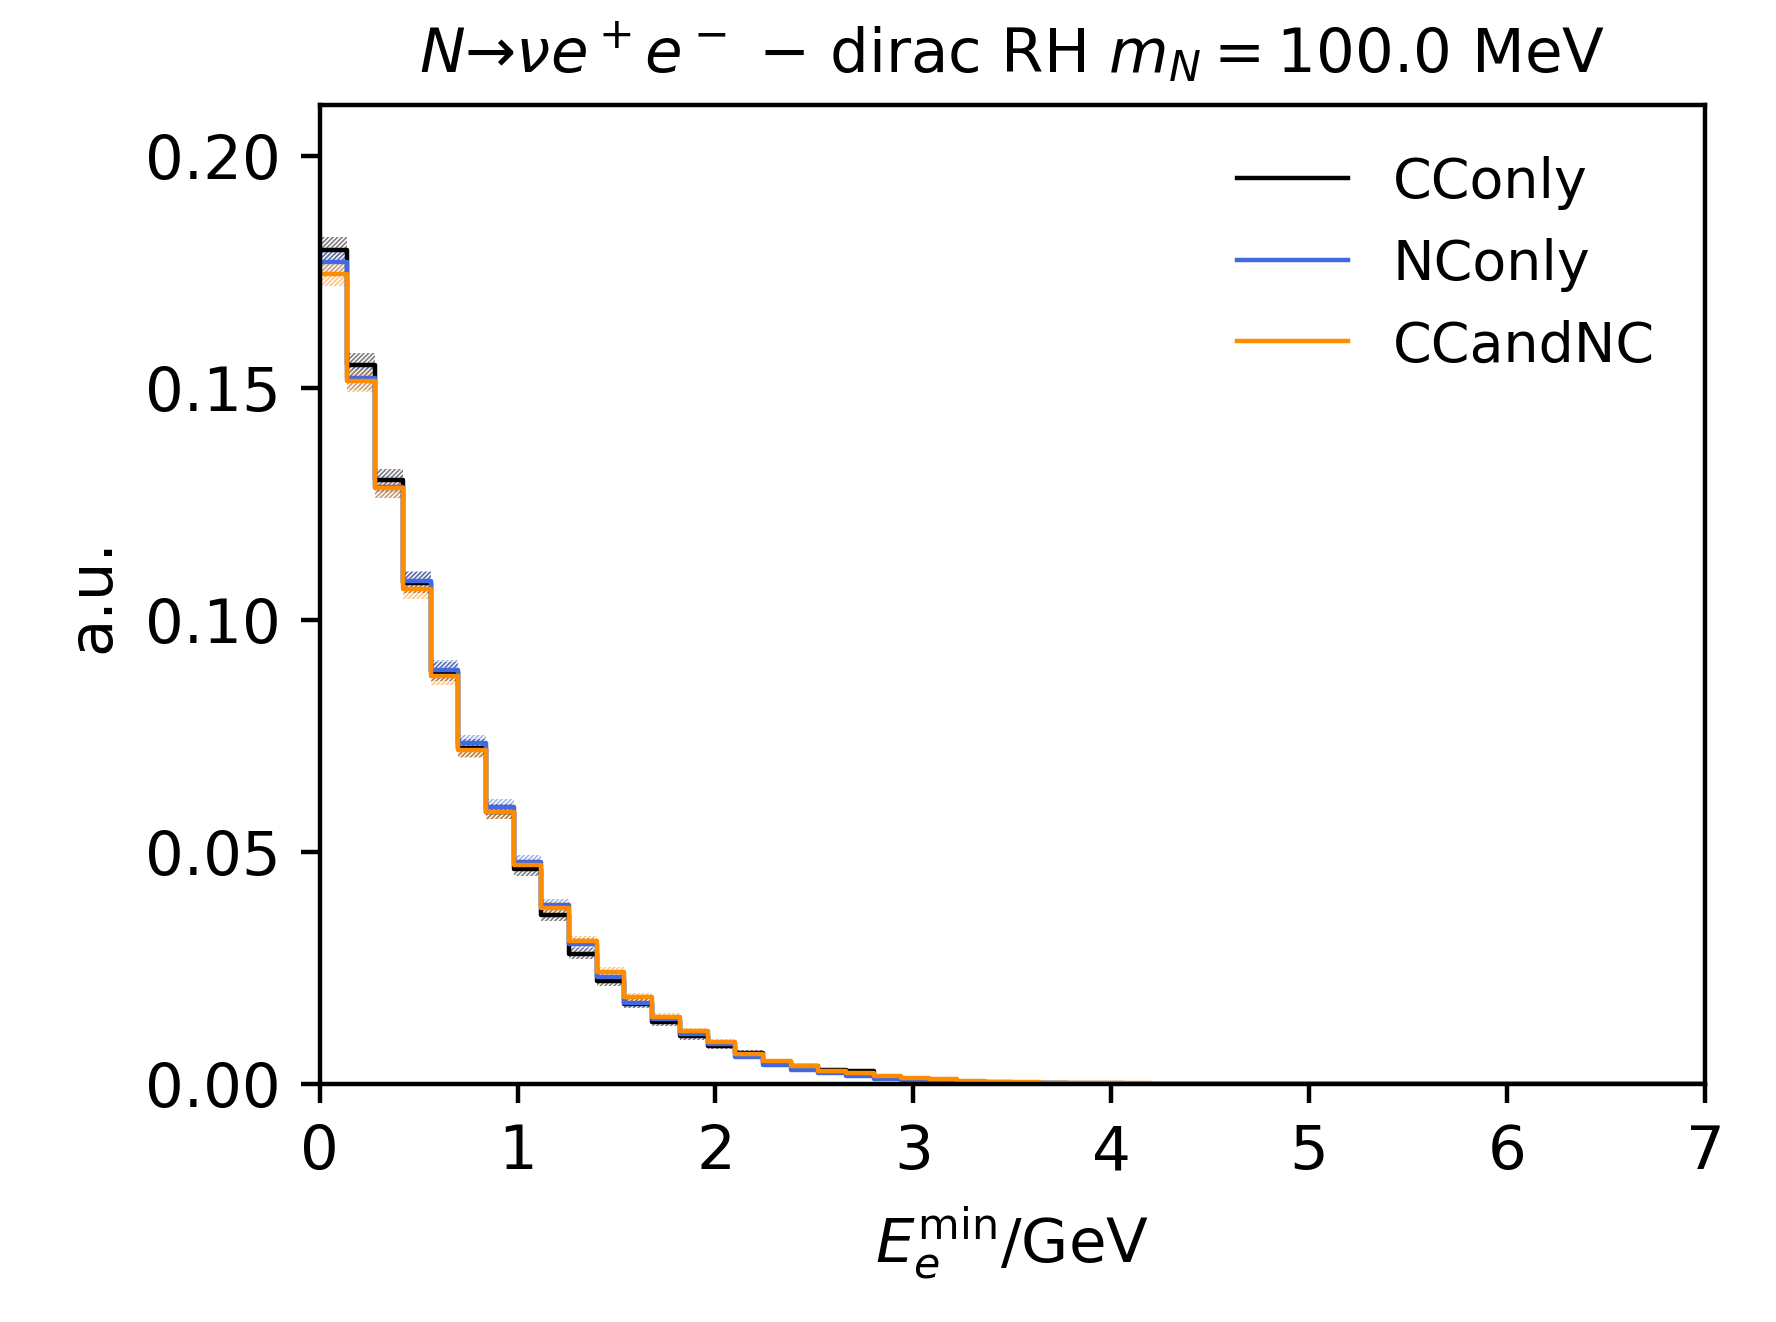 N→νe⁺e⁻ − dirac RH m_N = 100.0 MeV
0.20
0.15
0.10
0.05
0.00
a.u.
CConly
NConly
CCandNC
0 1 2 3 4 5 6 7
E_e^min/GeV